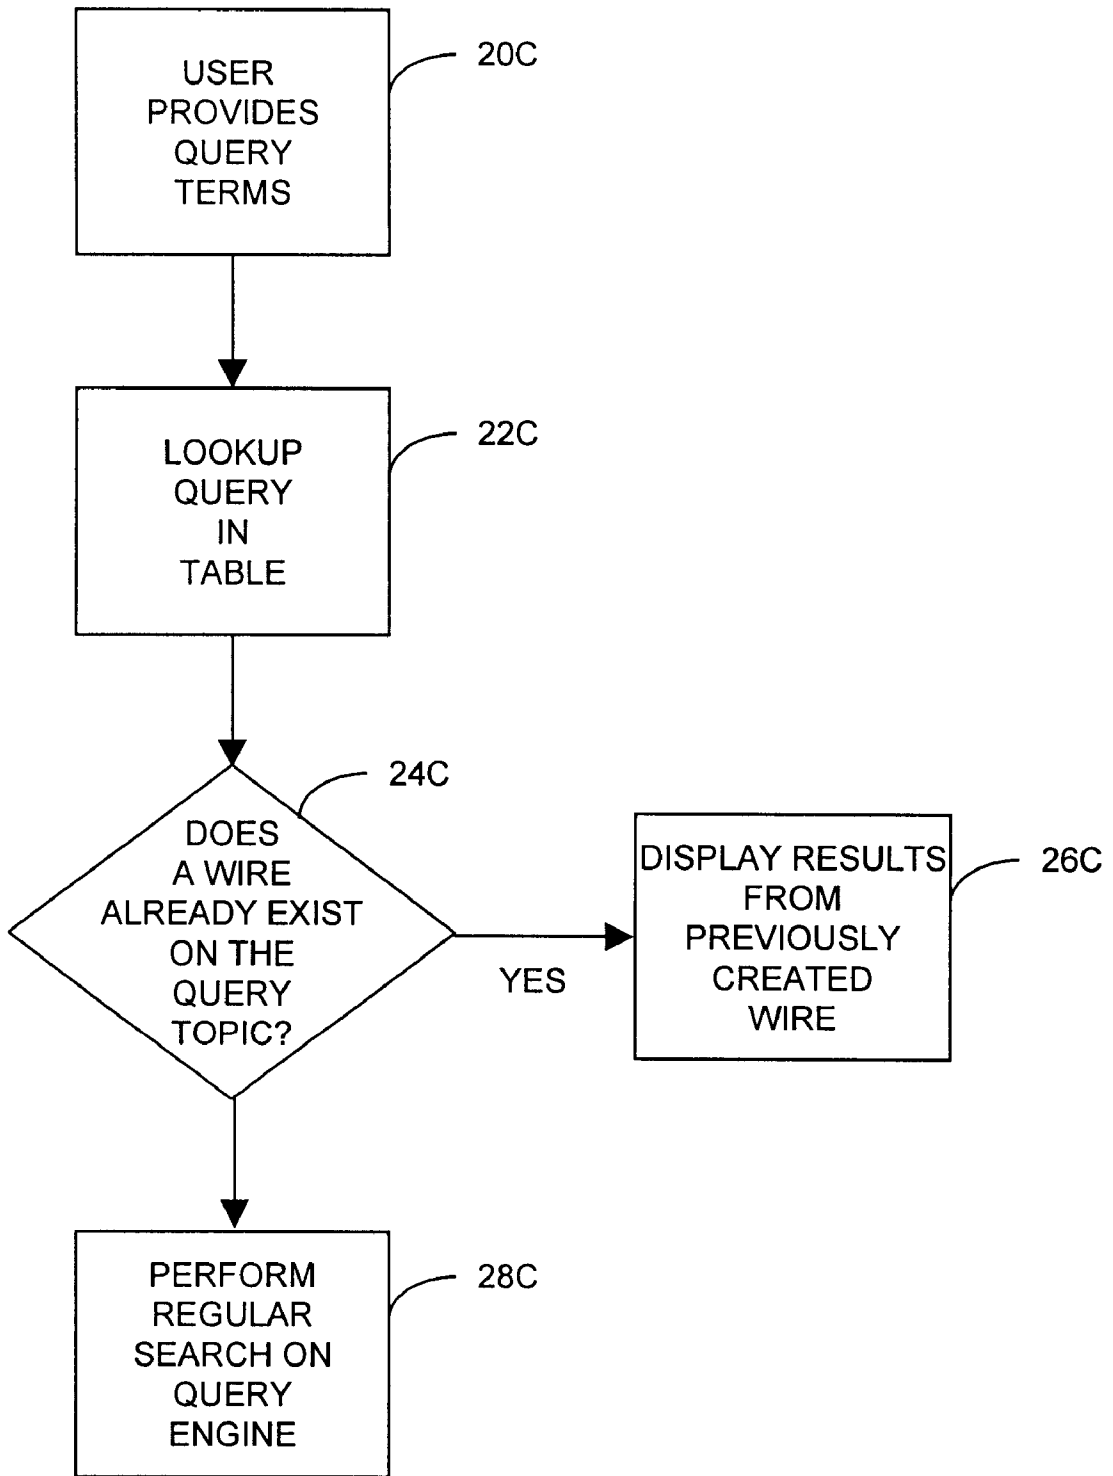 USER
PROVIDES
QUERY
TERMS
20C
LOOKUP
QUERY
IN
TABLE
22C
DOES
A WIRE
ALREADY EXIST
ON THE
QUERY
TOPIC?
24C
YES
DISPLAY RESULTS
FROM
PREVIOUSLY
CREATED
WIRE
26C
PERFORM
REGULAR
SEARCH ON
QUERY
ENGINE
28C